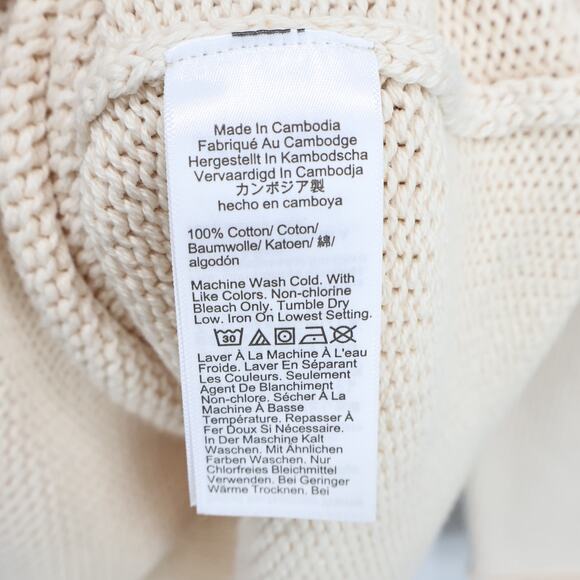 Made In Cambodia
Fabriqué Au Cambodge
Hergestellt In Kambodscha
Vervaardigd In Cambodja
カンボジア製
hecho en camboya
100% Cotton/ Coton/
Baumwolle/ Katoen/ 綿/
algodón
Machine Wash Cold. With
Like Colors. Non-chlorine
Bleach Only. Tumble Dry
Low. Iron On Lowest Setting.
30
Laver À La Machine À L'eau
Froide. Laver En Séparant
Les Couleurs. Seulement
Agent De Blanchiment
Non-chlore. Sécher À La
Machine À Basse
Température. Repasser À
Fer Doux Si Nécessaire.
In Der Maschine Kalt
Waschen. Mit Ähnlichen
Farben Waschen. Nur
Chlorfreies Bleichmittel
Verwenden. Bei Geringer
Wärme Trocknen. Bei